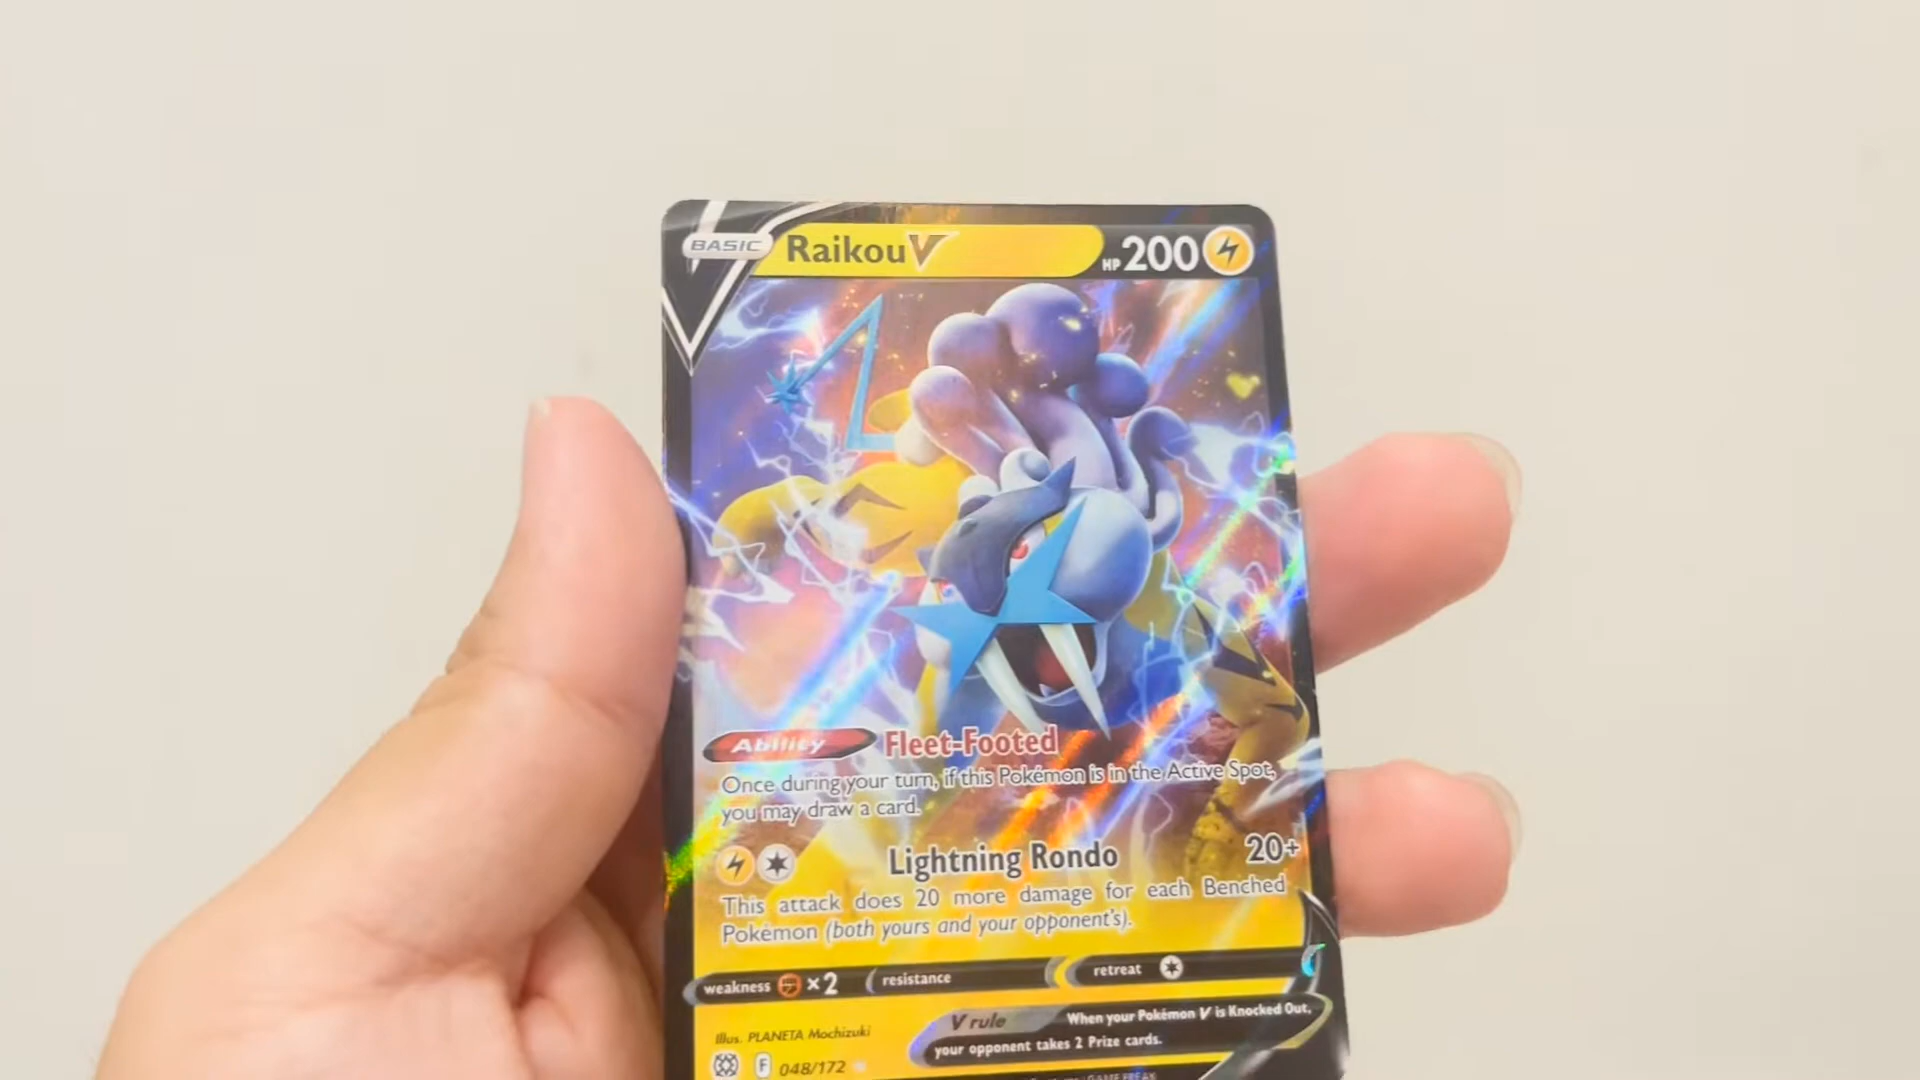 BASIC RaikouV HP 200
Ability Fleet-Footed
Once during your turn, if this Pokémon is in the Active Spot,
you may draw a card.
Lightning Rondo 20+
This attack does 20 more damage for each Benched
Pokémon (both yours and your opponent's).
weakness ×2 resistance retreat
V rule When your Pokémon V is Knocked Out,
your opponent takes 2 Prize cards.
Illus. PLANETA Mochizuki
F 048/172
GAME FREAK